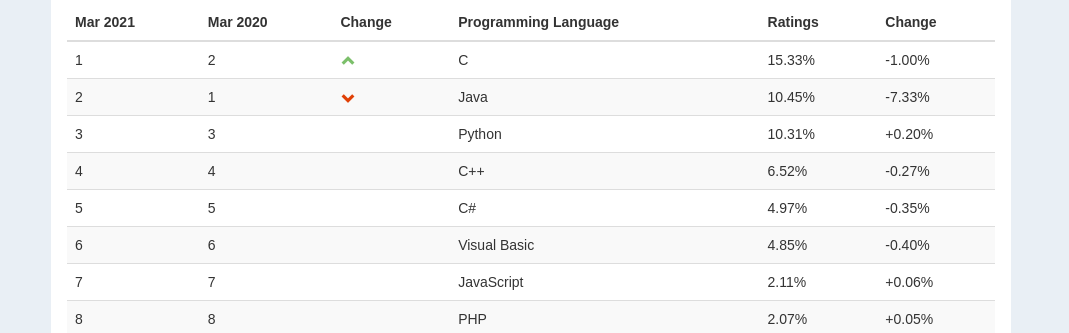 Mar 2021 Mar 2020 Change Programming Language Ratings Change
1 2 C 15.33% -1.00%
2 1 Java 10.45% -7.33%
3 3 Python 10.31% +0.20%
4 4 C++ 6.52% -0.27%
5 5 C# 4.97% -0.35%
6 6 Visual Basic 4.85% -0.40%
7 7 JavaScript 2.11% +0.06%
8 8 PHP 2.07% +0.05%